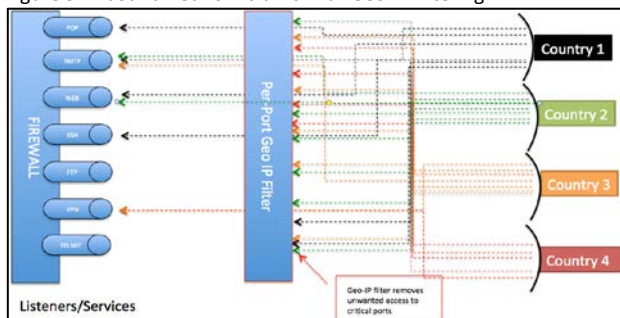 FIREWALL
POP
SMTP
WEB
SSH
FTP
VPN
TELNET
Per-Port Geo IP Filter
Country 1
Country 2
Country 3
Country 4
Geo-IP filter removes
unwanted access to
critical ports
Listeners/Services